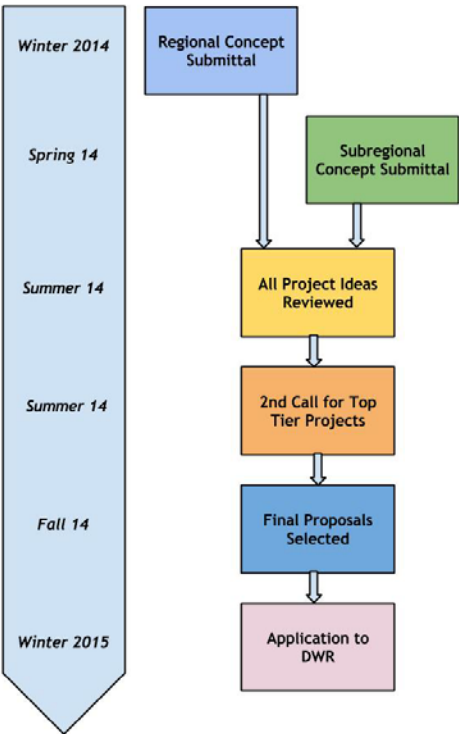 Winter 2014
Regional Concept
Submittal
Spring 14
Subregional
Concept Submittal
Summer 14
All Project Ideas
Reviewed
Summer 14
2nd Call for Top
Tier Projects
Fall 14
Final Proposals
Selected
Winter 2015
Application to
DWR